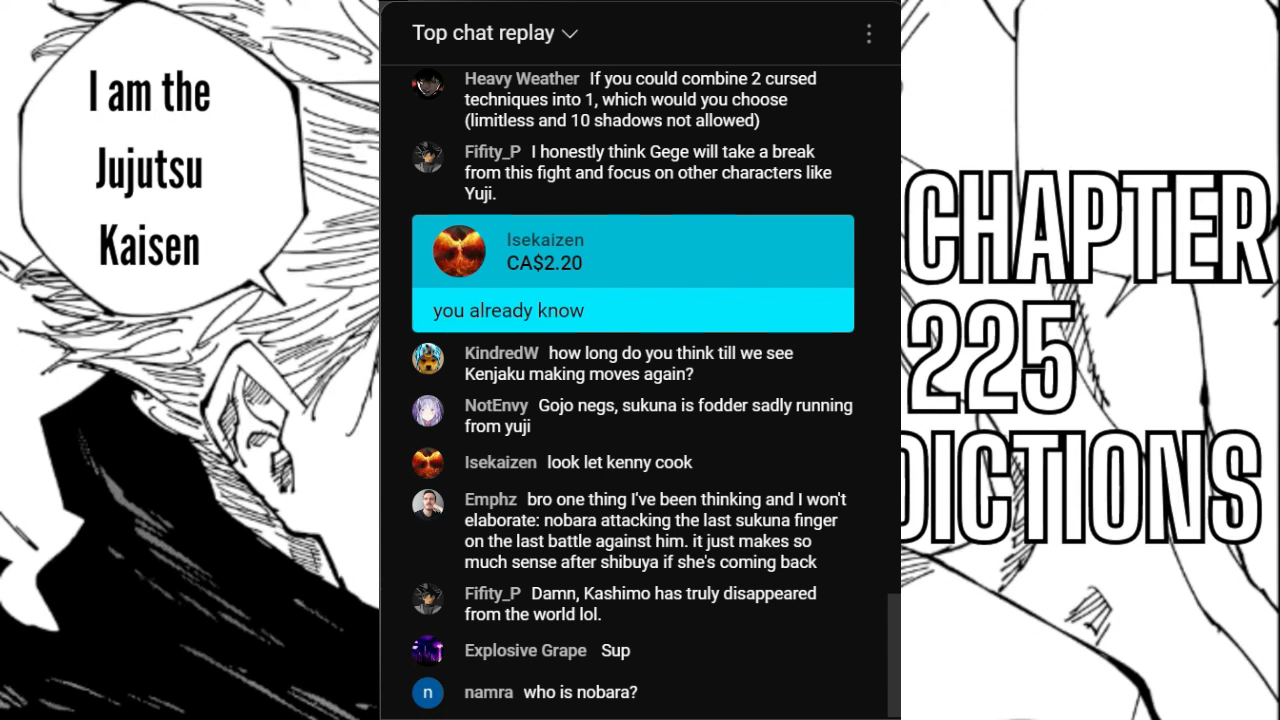 I am the
Jujutsu
Kaisen
Top chat replay
Heavy Weather If you could combine 2 cursed
techniques into 1, which would you choose
(limitless and 10 shadows not allowed)
Fifity_P I honestly think Gege will take a break
from this fight and focus on other characters like
Yuji.
Isekaizen
CA$2.20
you already know
KindredW how long do you think till we see
Kenjaku making moves again?
NotEnvy Gojo negs, sukuna is fodder sadly running
from yuji
Isekaizen look let kenny cook
Emphz bro one thing I've been thinking and I won't
elaborate: nobara attacking the last sukuna finger
on the last battle against him. it just makes so
much sense after shibuya if she's coming back
Fifity_P Damn, Kashimo has truly disappeared
from the world lol.
Explosive Grape Sup
n namra who is nobara?
CHAPTER
225
DICTIONS